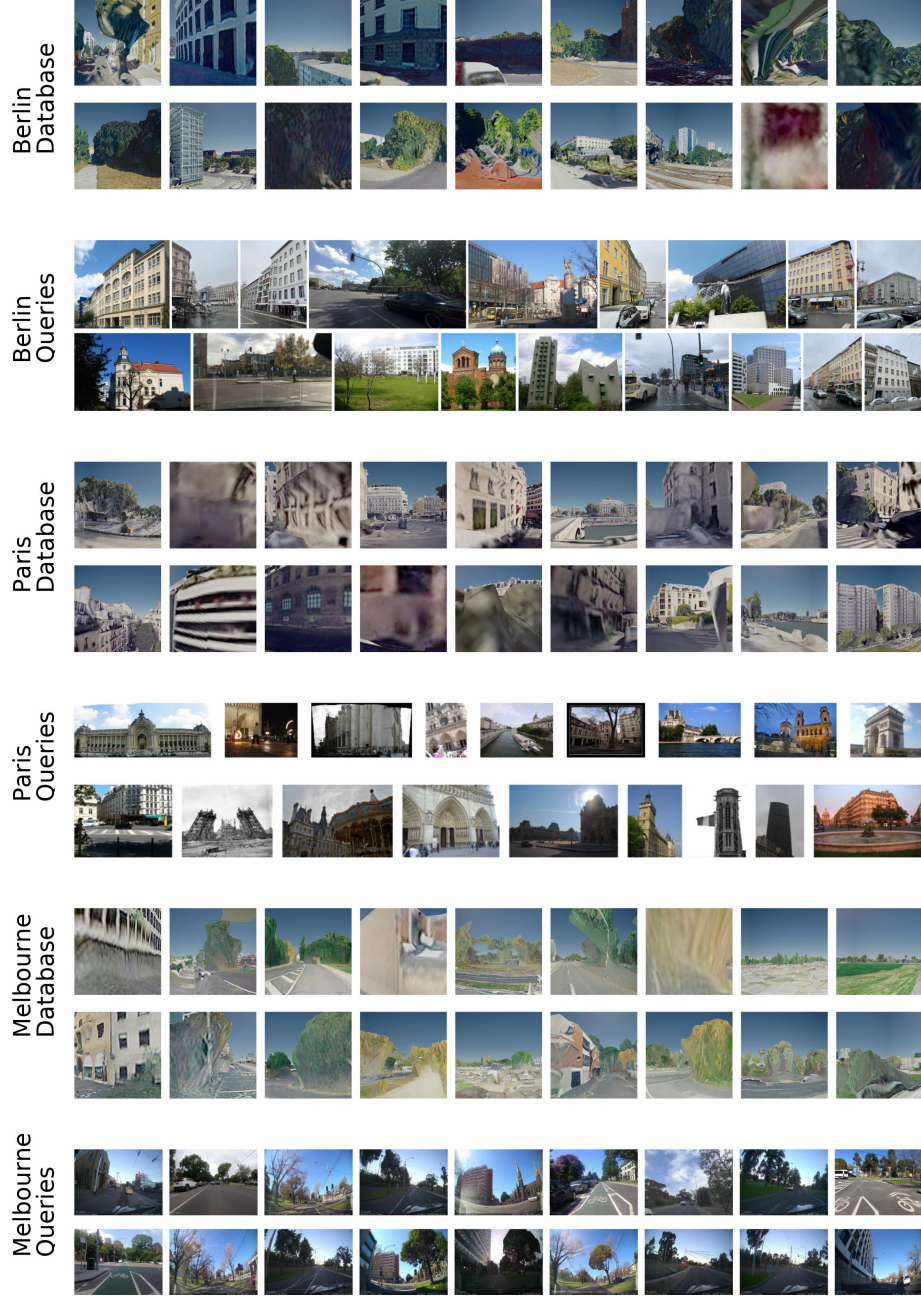 Berlin
Database
Berlin
Queries
Paris
Database
Paris
Queries
Melbourne
Database
Melbourne
Queries